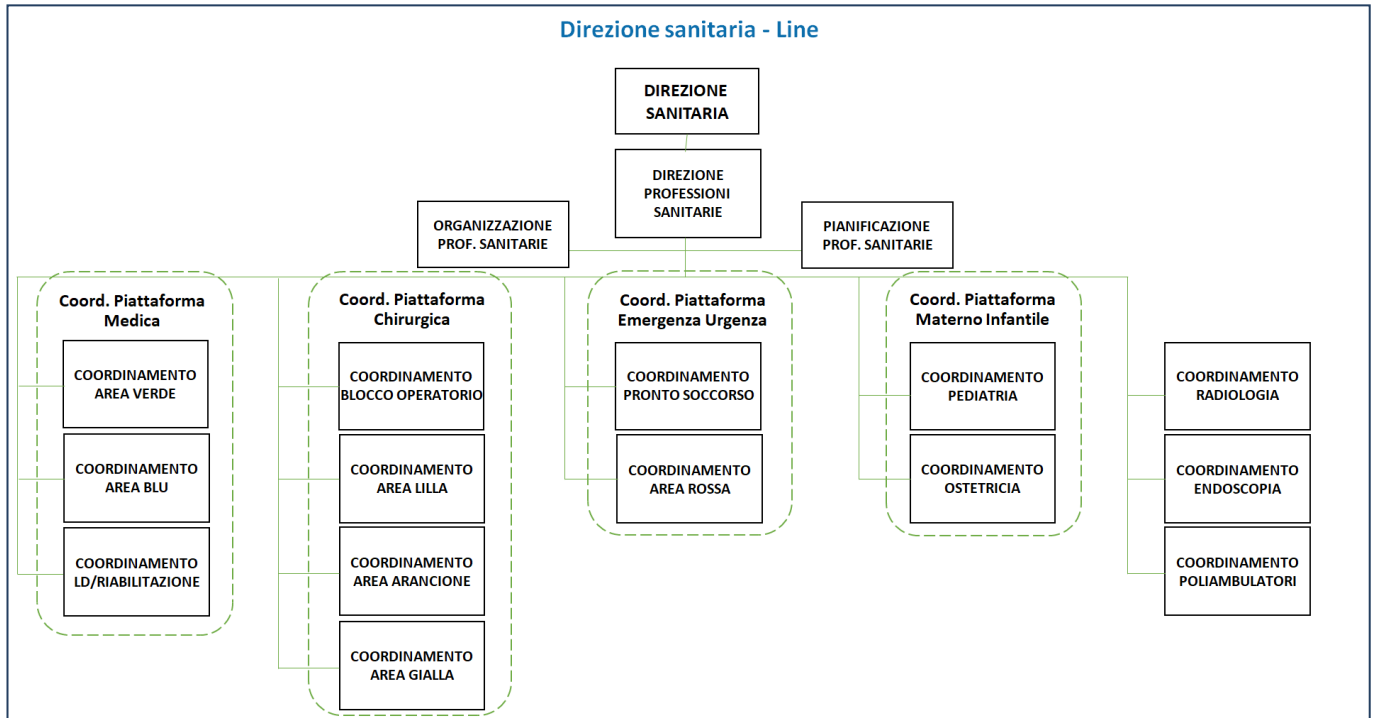 Direzione sanitaria - Line
DIREZIONE
SANITARIA
DIREZIONE
PROFESSIONI
SANITARIE
ORGANIZZAZIONE
PROF. SANITARIE
PIANIFICAZIONE
PROF. SANITARIE
Coord. Piattaforma
Medica
COORDINAMENTO
AREA VERDE
COORDINAMENTO
AREA BLU
COORDINAMENTO
LD/RIABILITAZIONE
Coord. Piattaforma
Chirurgica
COORDINAMENTO
BLOCCO OPERATORIO
COORDINAMENTO
AREA LILLA
COORDINAMENTO
AREA ARANCIONE
COORDINAMENTO
AREA GIALLA
Coord. Piattaforma
Emergenza Urgenza
COORDINAMENTO
PRONTO SOCCORSO
COORDINAMENTO
AREA ROSSA
Coord. Piattaforma
Materno Infantile
COORDINAMENTO
PEDIATRIA
COORDINAMENTO
OSTETRICIA
COORDINAMENTO
RADIOLOGIA
COORDINAMENTO
ENDOSCOPIA
COORDINAMENTO
POLIAMBULATORI